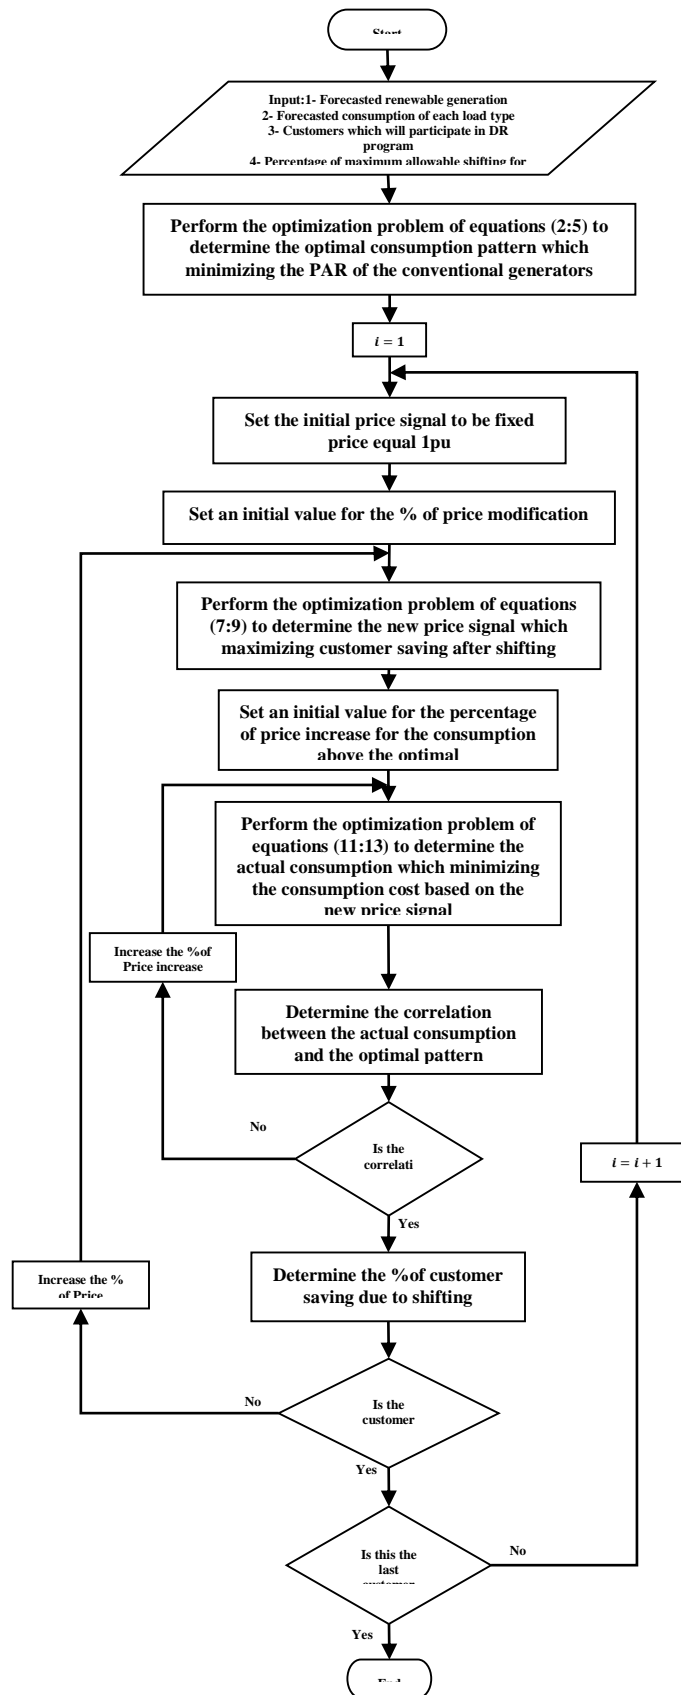 Start
Input:1- Forecasted renewable generation
2- Forecasted consumption of each load type
3- Customers which will participate in DR
program
4- Percentage of maximum allowable shifting for
Perform the optimization problem of equations (2:5) to
determine the optimal consumption pattern which
minimizing the PAR of the conventional generators
i = 1
Set the initial price signal to be fixed
price equal 1pu
Set an initial value for the % of price modification
Perform the optimization problem of equations
(7:9) to determine the new price signal which
maximizing customer saving after shifting
Set an initial value for the percentage
of price increase for the consumption
above the optimal
Perform the optimization problem of
equations (11:13) to determine the
actual consumption which minimizing
the consumption cost based on the
new price signal
Increase the %of
Price increase
Determine the correlation
between the actual consumption
and the optimal pattern
No
Is the
correlati
i = i + 1
Yes
Increase the %
of Price
Determine the %of customer
saving due to shifting
No
Is the
customer
Yes
Is this the
last
customer
No
Yes
End